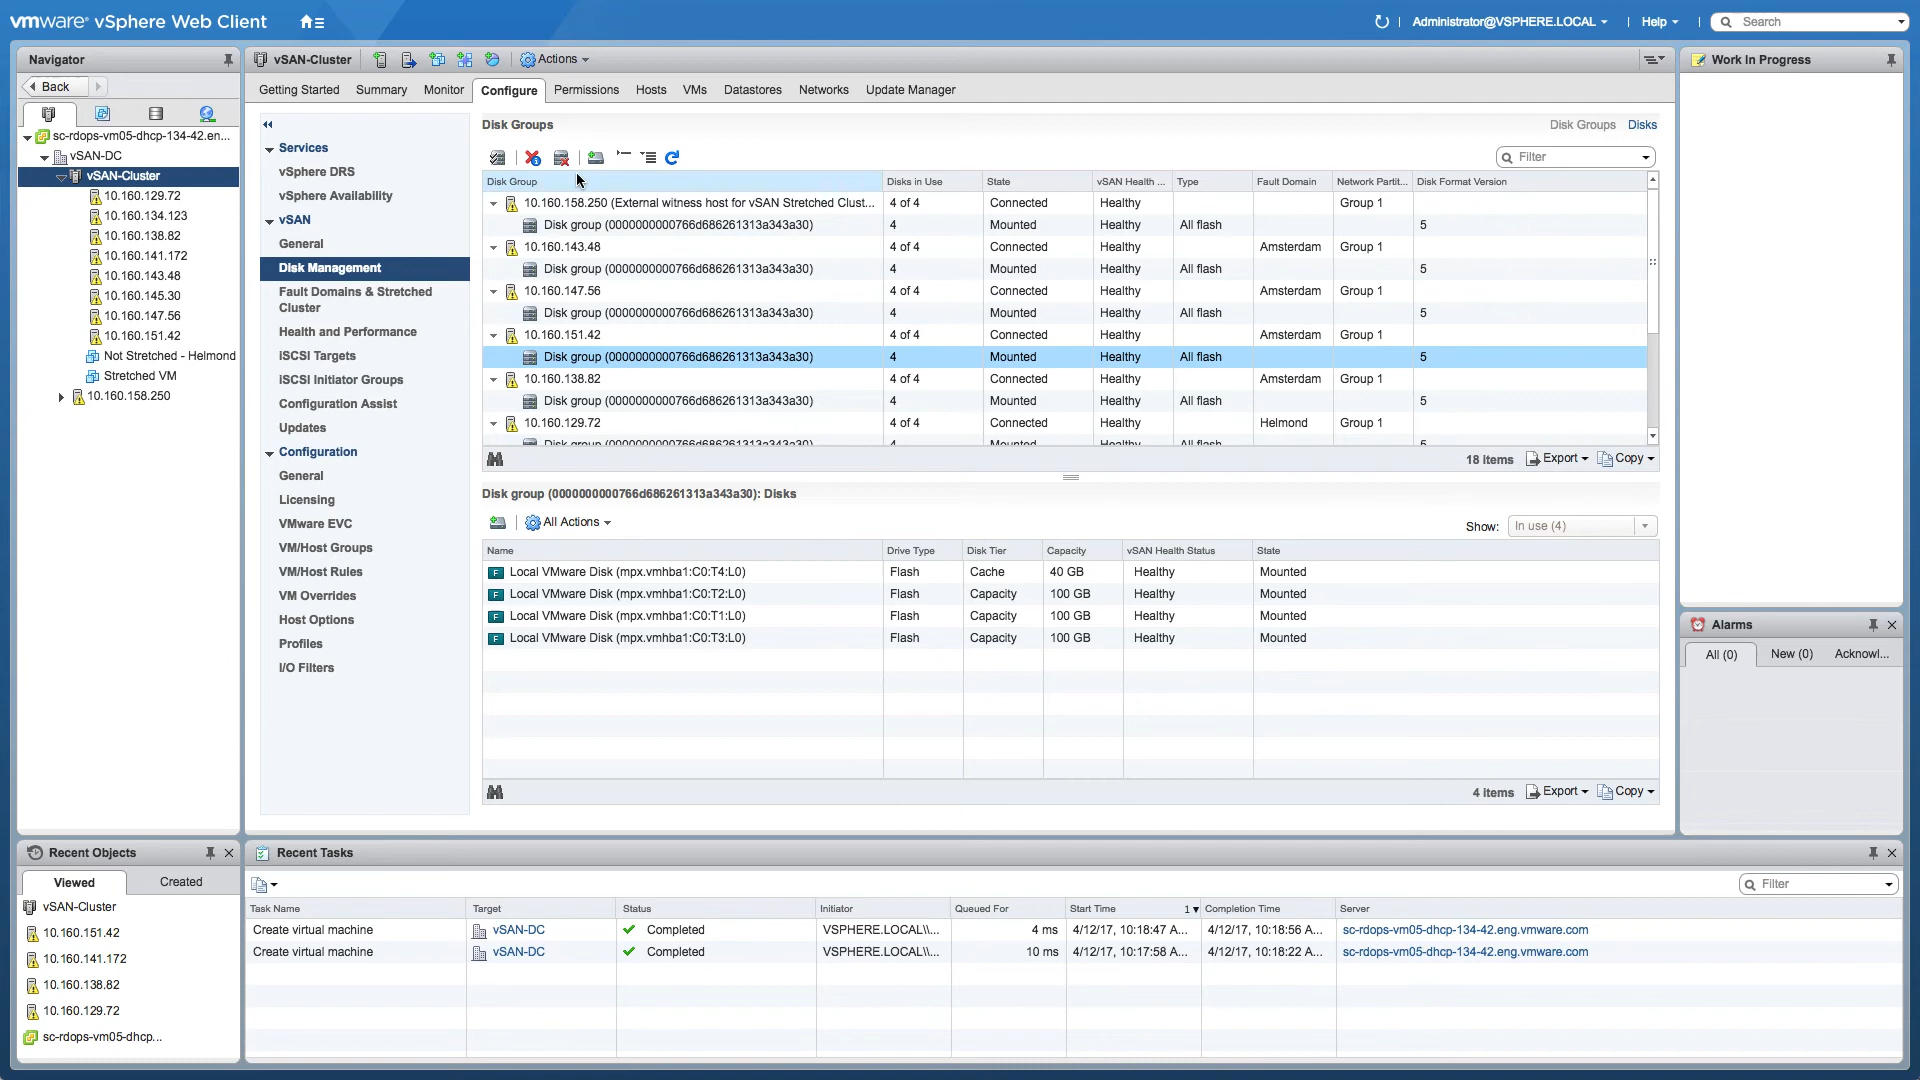 vmware® vSphere Web Client
Administrator@VSPHERE.LOCAL
Help
Search
Navigator
Back
sc-rdops-vm05-dhcp-134-42.en...
vSAN-DC
vSAN-Cluster
10.160.129.72
10.160.134.123
10.160.138.82
10.160.141.172
10.160.143.48
10.160.145.30
10.160.147.56
10.160.151.42
Not Stretched - Helmond
Stretched VM
10.160.158.250
vSAN-Cluster
Actions
Getting Started Summary Monitor Configure Permissions Hosts VMs Datastores Networks Update Manager
Services
vSphere DRS
vSphere Availability
vSAN
General
Disk Management
Fault Domains & Stretched
Cluster
Health and Performance
iSCSI Targets
iSCSI Initiator Groups
Configuration Assist
Updates
Configuration
General
Licensing
VMware EVC
VM/Host Groups
VM/Host Rules
VM Overrides
Host Options
Profiles
I/O Filters
Disk Groups
Disk Groups Disks
Filter
Disk Group Disks in Use State vSAN Health ... Type Fault Domain Network Partit... Disk Format Version
10.160.158.250 (External witness host for vSAN Stretched Clust... 4 of 4 Connected Healthy Group 1
Disk group (0000000000766d686261313a343a30) 4 Mounted Healthy All flash 5
10.160.143.48 4 of 4 Connected Healthy Amsterdam Group 1
Disk group (0000000000766d686261313a343a30) 4 Mounted Healthy All flash 5
10.160.147.56 4 of 4 Connected Healthy Amsterdam Group 1
Disk group (0000000000766d686261313a343a30) 4 Mounted Healthy All flash 5
10.160.151.42 4 of 4 Connected Healthy Amsterdam Group 1
Disk group (0000000000766d686261313a343a30) 4 Mounted Healthy All flash 5
10.160.138.82 4 of 4 Connected Healthy Amsterdam Group 1
Disk group (0000000000766d686261313a343a30) 4 Mounted Healthy All flash 5
10.160.129.72 4 of 4 Connected Healthy Helmond Group 1
Disk group (0000000000766d686261313a343a30) 4 Mounted Healthy All flash 5
18 items Export Copy
Disk group (0000000000766d686261313a343a30): Disks
All Actions
Show: In use (4)
Name Drive Type Disk Tier Capacity vSAN Health Status State
F Local VMware Disk (mpx.vmhba1:C0:T4:L0) Flash Cache 40 GB Healthy Mounted
F Local VMware Disk (mpx.vmhba1:C0:T2:L0) Flash Capacity 100 GB Healthy Mounted
F Local VMware Disk (mpx.vmhba1:C0:T1:L0) Flash Capacity 100 GB Healthy Mounted
F Local VMware Disk (mpx.vmhba1:C0:T3:L0) Flash Capacity 100 GB Healthy Mounted
4 items Export Copy
Work In Progress
Alarms
All (0) New (0) Acknowl...
Recent Objects
Viewed Created
vSAN-Cluster
10.160.151.42
10.160.141.172
10.160.138.82
10.160.129.72
sc-rdops-vm05-dhcp...
Recent Tasks
Filter
Task Name Target Status Initiator Queued For Start Time 1 Completion Time Server
Create virtual machine vSAN-DC Completed VSPHERE.LOCAL\\... 4 ms 4/12/17, 10:18:47 A... 4/12/17, 10:18:56 A... sc-rdops-vm05-dhcp-134-42.eng.vmware.com
Create virtual machine vSAN-DC Completed VSPHERE.LOCAL\\... 10 ms 4/12/17, 10:17:58 A... 4/12/17, 10:18:22 A... sc-rdops-vm05-dhcp-134-42.eng.vmware.com